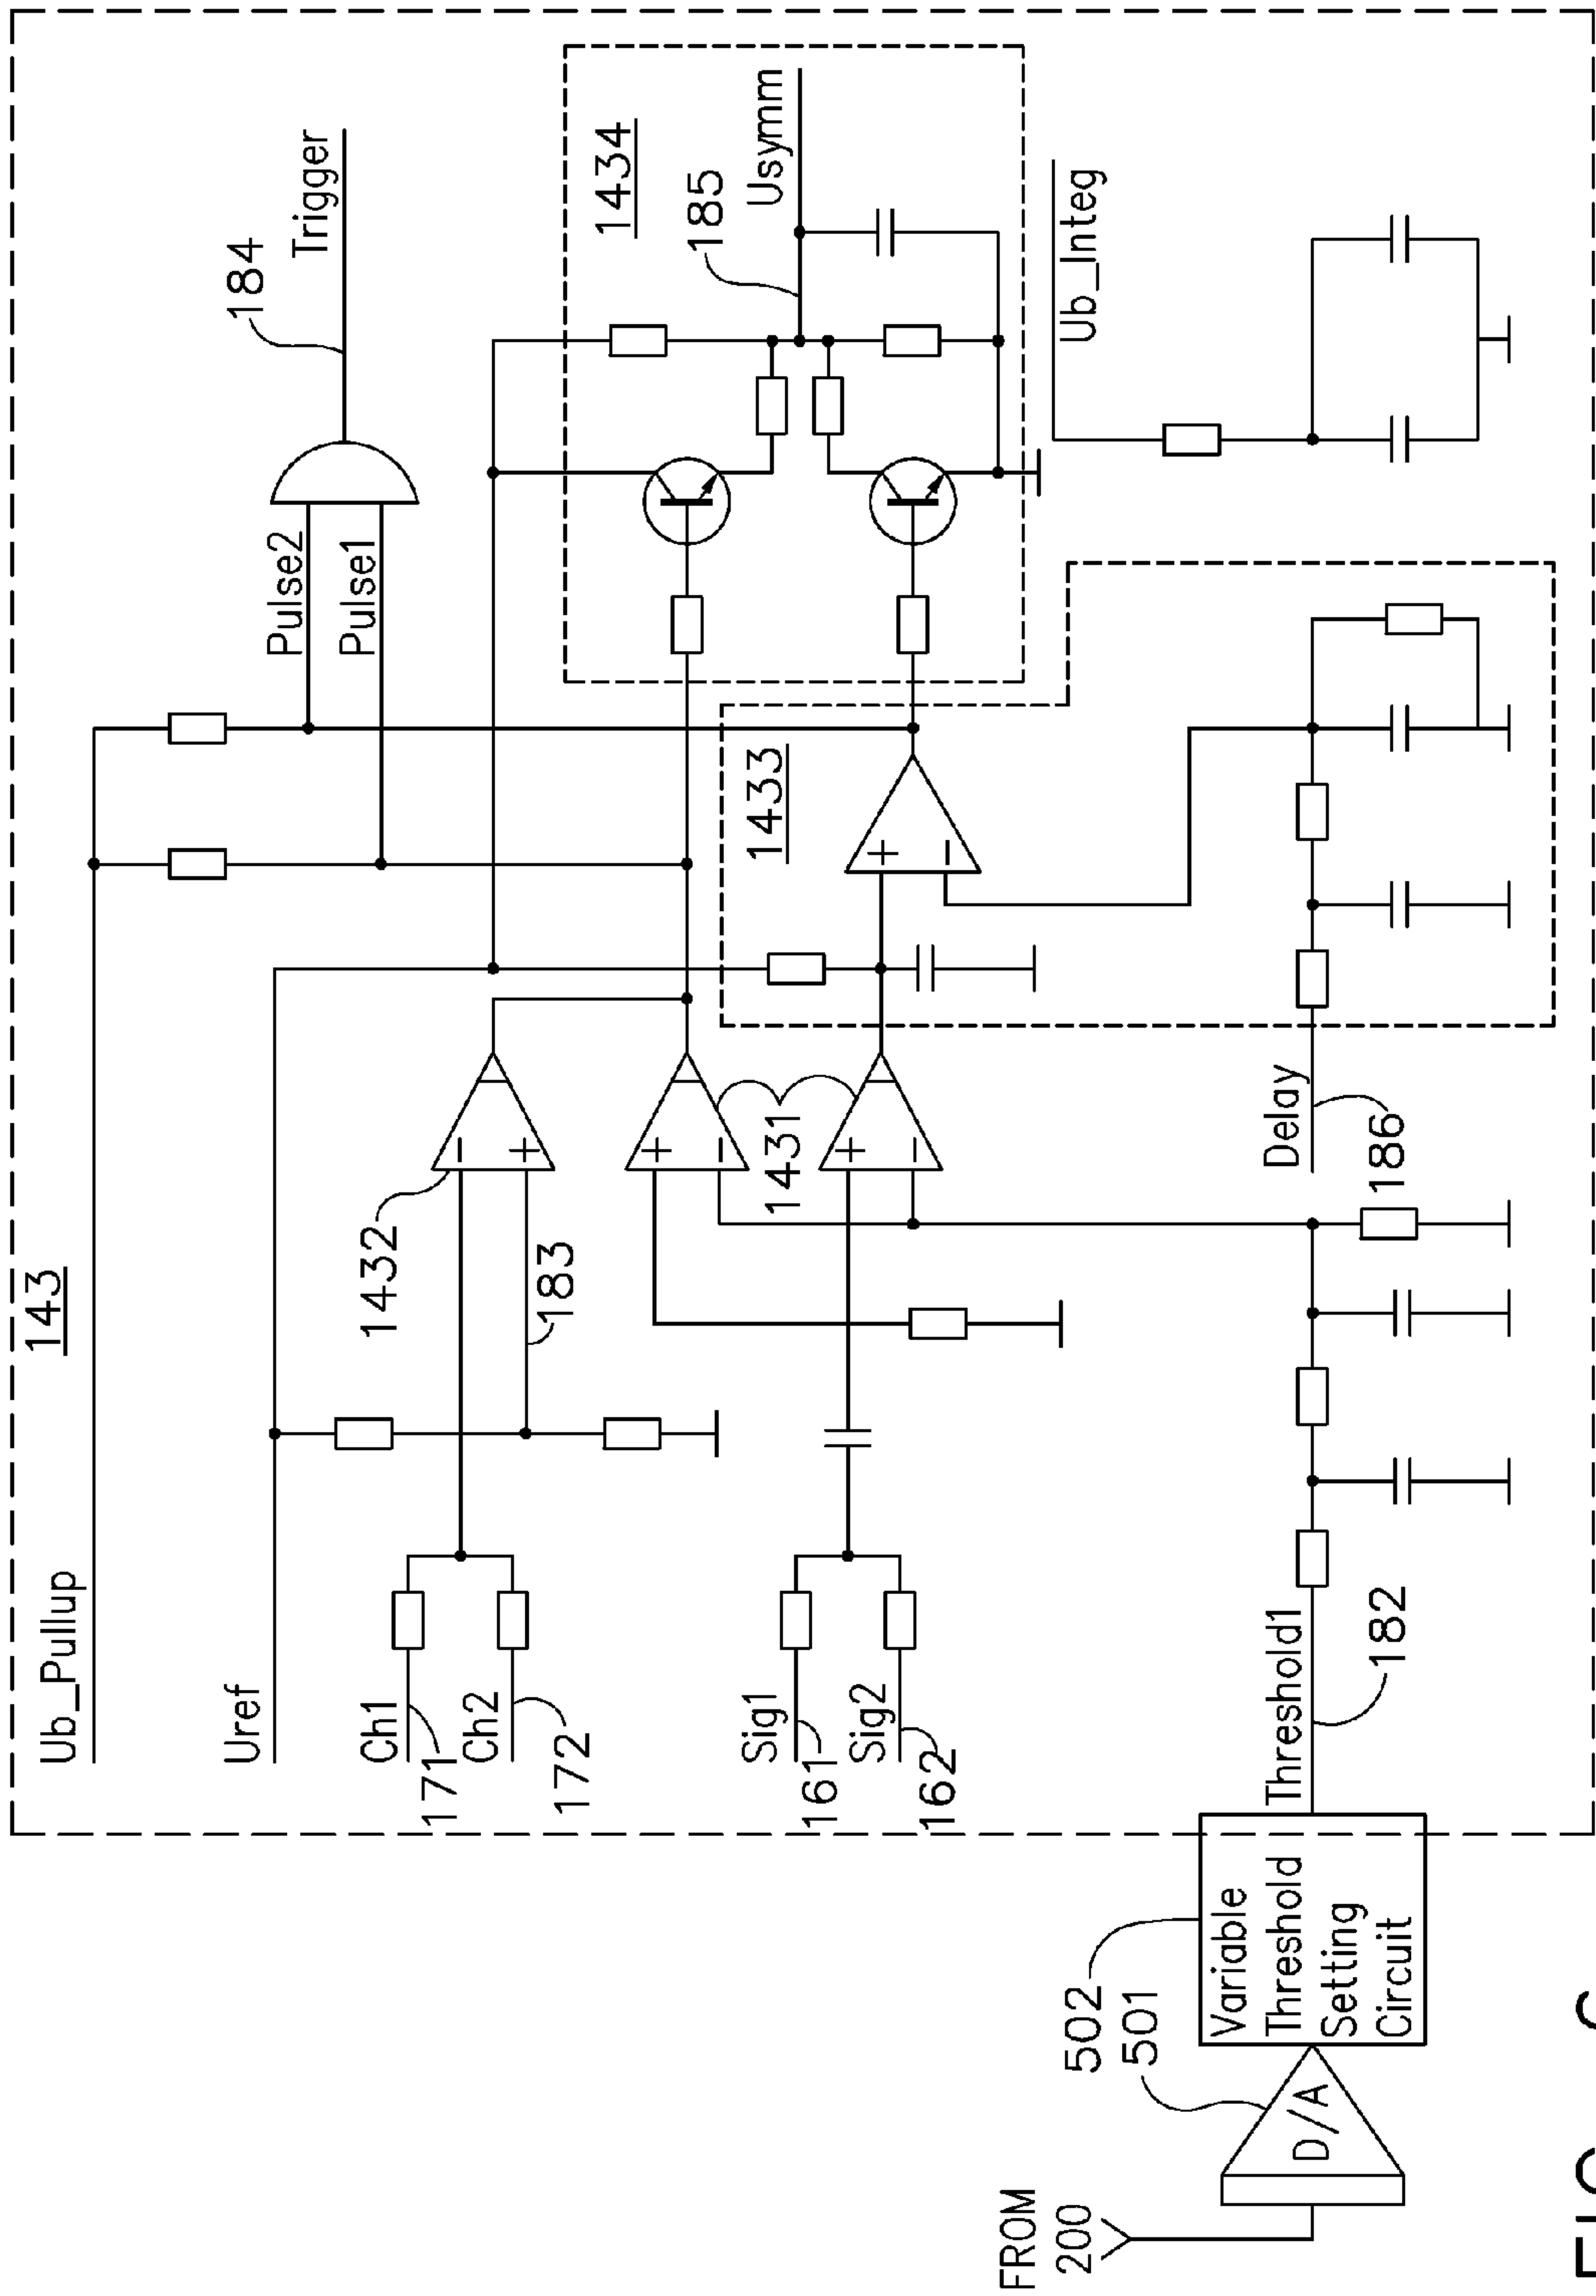 143
Ub_Pullup
Uref
Ch1
171
Ch2
172
Sig1
161
Sig2
162
1432
183
1431
Threshold1
182
Delay
186
1433
Pulse2
Pulse1
184
Trigger
1434
185
Usymm
Ub_Integ
+
−
+
−
+
−
+
−
502
501
Variable
Threshold
Setting
Circuit
D/A
FROM
200